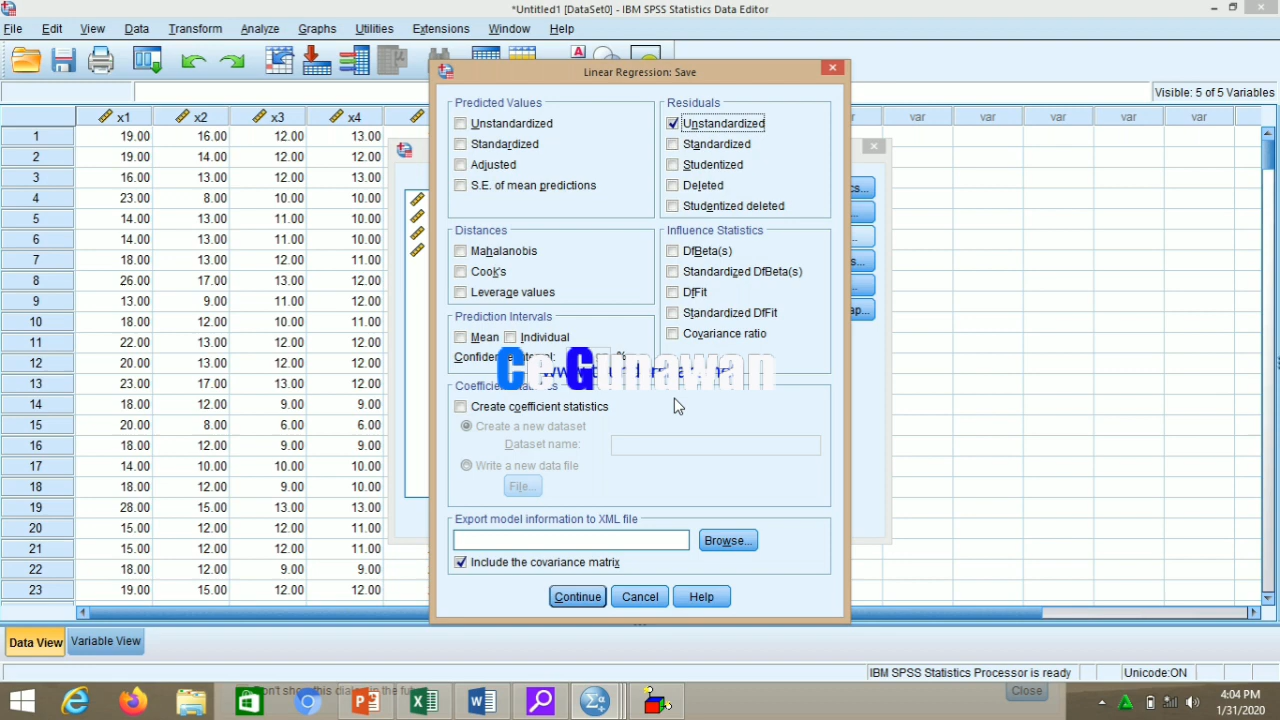 *Untitled1 [DataSet0] - IBM SPSS Statistics Data Editor
File Edit View Data Transform Analyze Graphs Utilities Extensions Window Help
Visible: 5 of 5 Variables
x1 x2 x3 x4 var var var var var
1 19.00 16.00 12.00 13.00
2 19.00 14.00 12.00 12.00
3 16.00 13.00 12.00 13.00
4 23.00 8.00 10.00 10.00
5 14.00 13.00 11.00 10.00
6 14.00 13.00 11.00 10.00
7 18.00 13.00 12.00 11.00
8 26.00 17.00 13.00 12.00
9 13.00 9.00 11.00 12.00
10 18.00 12.00 10.00 11.00
11 22.00 13.00 12.00 12.00
12 20.00 13.00 12.00 12.00
13 23.00 17.00 13.00 12.00
14 18.00 12.00 9.00 9.00
15 20.00 8.00 6.00 6.00
16 18.00 12.00 9.00 9.00
17 14.00 10.00 10.00 10.00
18 18.00 12.00 9.00 10.00
19 28.00 15.00 13.00 13.00
20 15.00 12.00 12.00 11.00
21 15.00 12.00 12.00 11.00
22 18.00 12.00 9.00 9.00
23 19.00 15.00 12.00 12.00
Linear Regression: Save
Predicted Values
Unstandardized
Standardized
Adjusted
S.E. of mean predictions
Residuals
Unstandardized
Standardized
Studentized
Deleted
Studentized deleted
Distances
Mahalanobis
Cook's
Leverage values
Influence Statistics
DfBeta(s)
Standardized DfBeta(s)
DfFit
Standardized DfFit
Covariance ratio
Prediction Intervals
Mean Individual
%
Ce Gunawan
Create coefficient statistics
Create a new dataset
Dataset name:
Write a new data file
File...
Export model information to XML file
Browse...
Include the covariance matrix
Continue Cancel Help
Data View Variable View
IBM SPSS Statistics Processor is ready Unicode:ON
Close
4:04 PM
1/31/2020